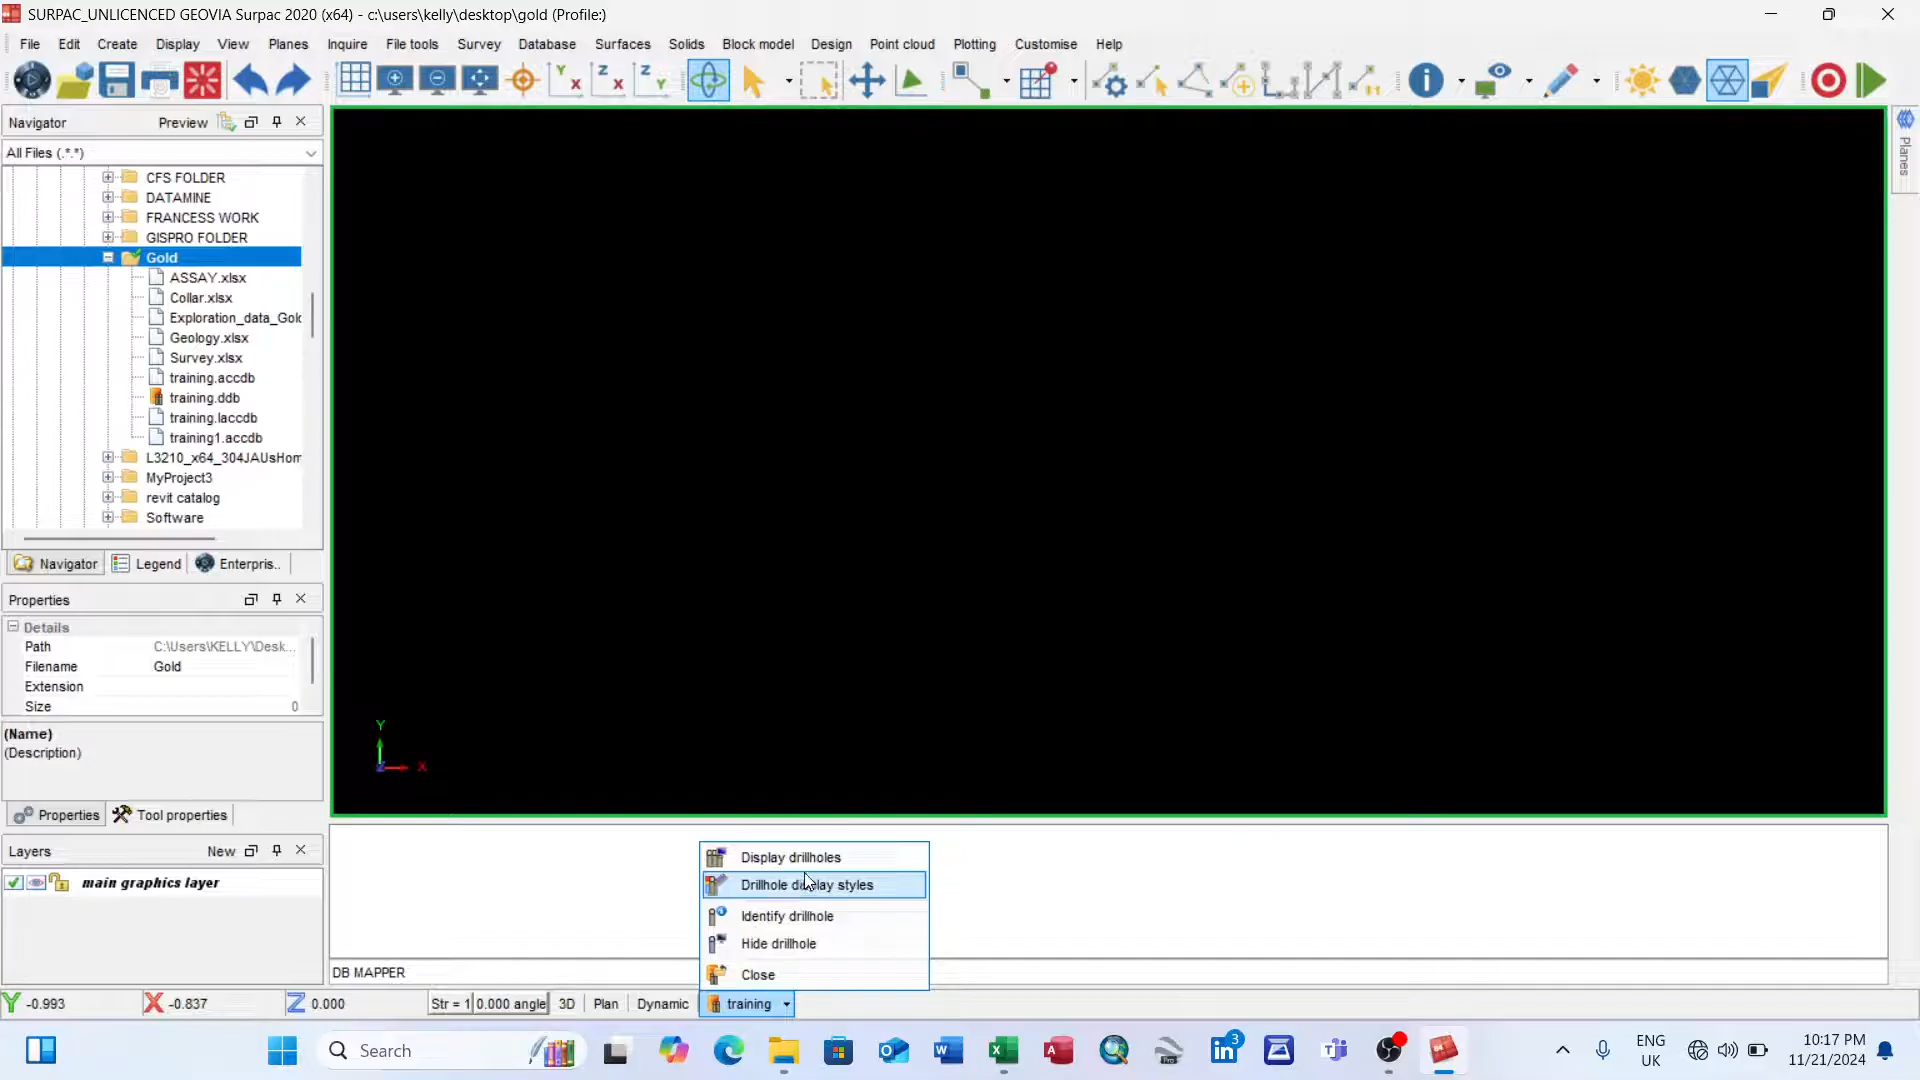 SURPAC_UNLICENCED GEOVIA Surpac 2020 (x64) - c:\users\kelly\desktop\gold (Profile:)
File Edit Create Display View Planes Inquire File tools Survey Database Surfaces Solids Block model Design Point cloud Plotting Customise Help
Navigator Preview
All Files (.*.*)
CFS FOLDER
DATAMINE
FRANCESS WORK
GISPRO FOLDER
Gold
ASSAY.xlsx
Collar.xlsx
Exploration_data_Gold
Geology.xlsx
Survey.xlsx
training.accdb
training.ddb
training.laccdb
training1.accdb
L3210_x64_304JAUsHom
MyProject3
revit catalog
Software
Navigator Legend Enterpris..
Properties
Details
Path C:\Users\KELLY\Desk...
Filename Gold
Extension
Size 0
(Name)
(Description)
Properties Tool properties
Layers New
main graphics layer
Planes
Y
X
Display drillholes
Drillhole display styles
Identify drillhole
Hide drillhole
Close
DB MAPPER
Y -0.993 X -0.837 Z 0.000 Str = 1 0.000 angle 3D Plan Dynamic training
Search
3
ENG
UK
10:17 PM
11/21/2024